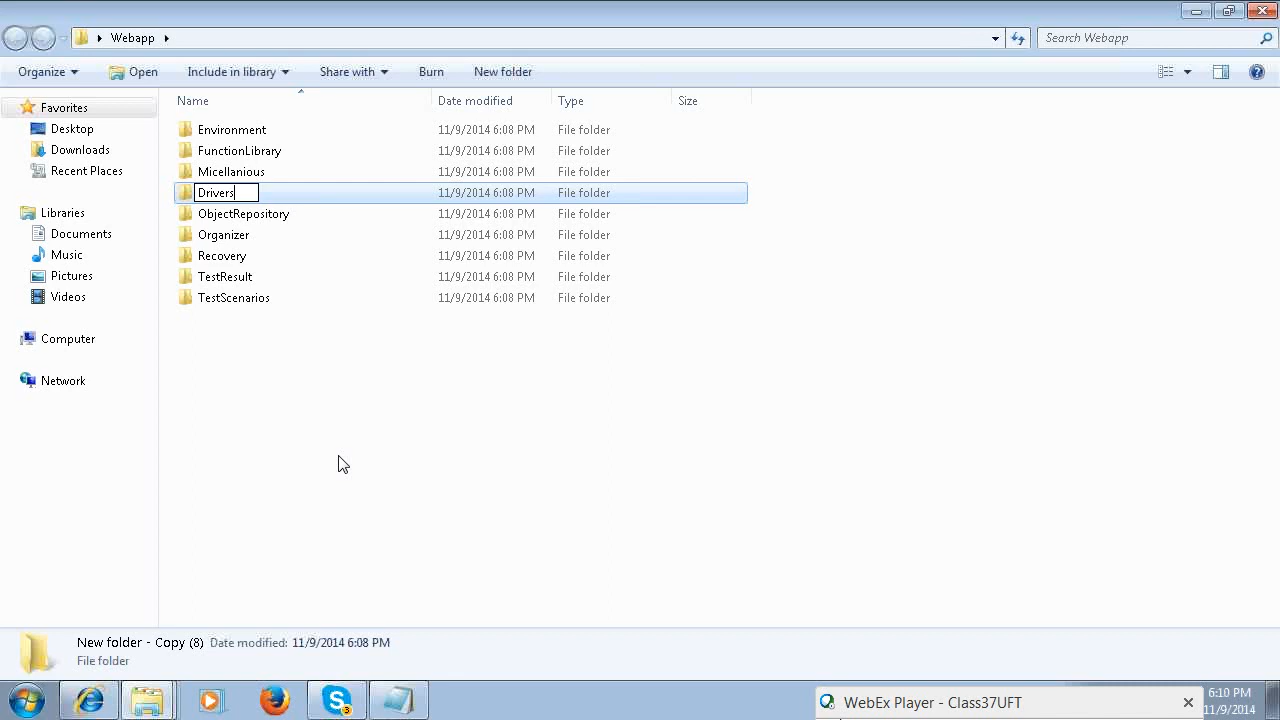 Webapp
Search Webapp
Organize Open Include in library Share with Burn New folder
Name Date modified Type Size
Favorites
Desktop
Downloads
Recent Places
Libraries
Documents
Music
Pictures
Videos
Computer
Network
Environment 11/9/2014 6:08 PM File folder
FunctionLibrary 11/9/2014 6:08 PM File folder
Micellanious 11/9/2014 6:08 PM File folder
Drivers 11/9/2014 6:08 PM File folder
ObjectRepository 11/9/2014 6:08 PM File folder
Organizer 11/9/2014 6:08 PM File folder
Recovery 11/9/2014 6:08 PM File folder
TestResult 11/9/2014 6:08 PM File folder
TestScenarios 11/9/2014 6:08 PM File folder
New folder - Copy (8) Date modified: 11/9/2014 6:08 PM
File folder
3
WebEx Player - Class37UFT
6:10 PM
11/9/2014